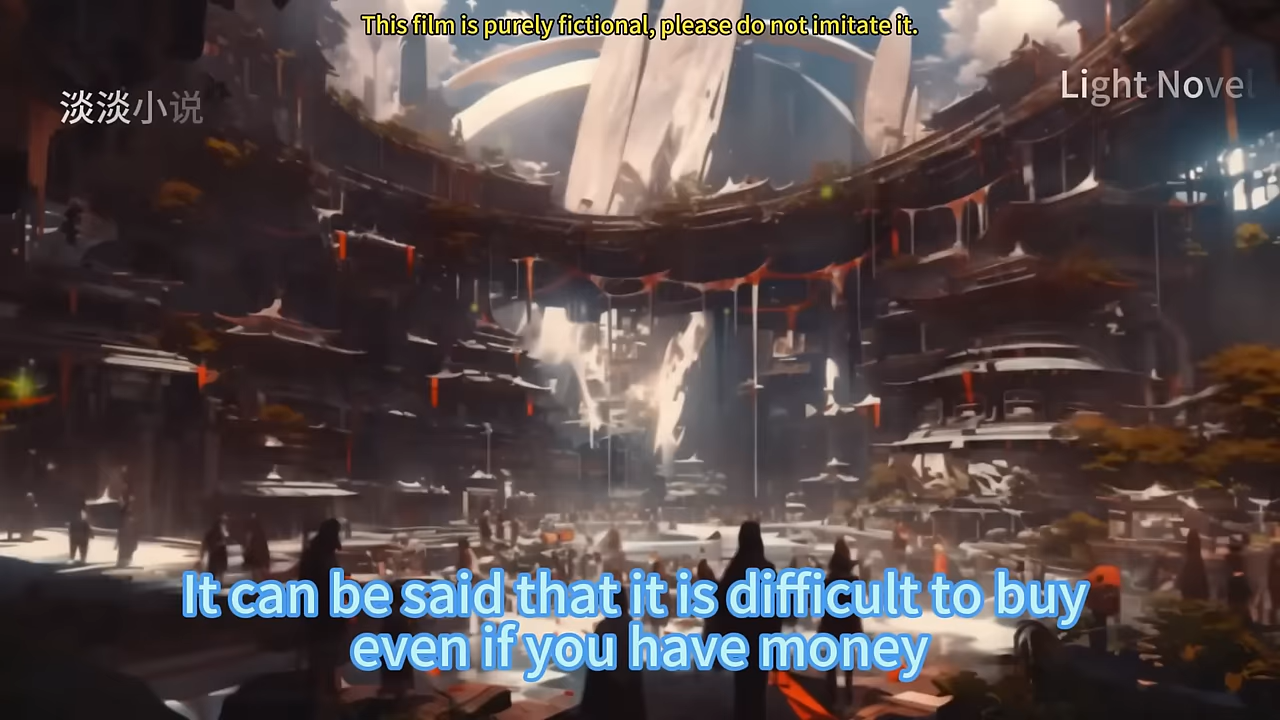 This film is purely fictional, please do not imitate it.
淡淡小说
Light Novel
It can be said that it is difficult to buy
even if you have money